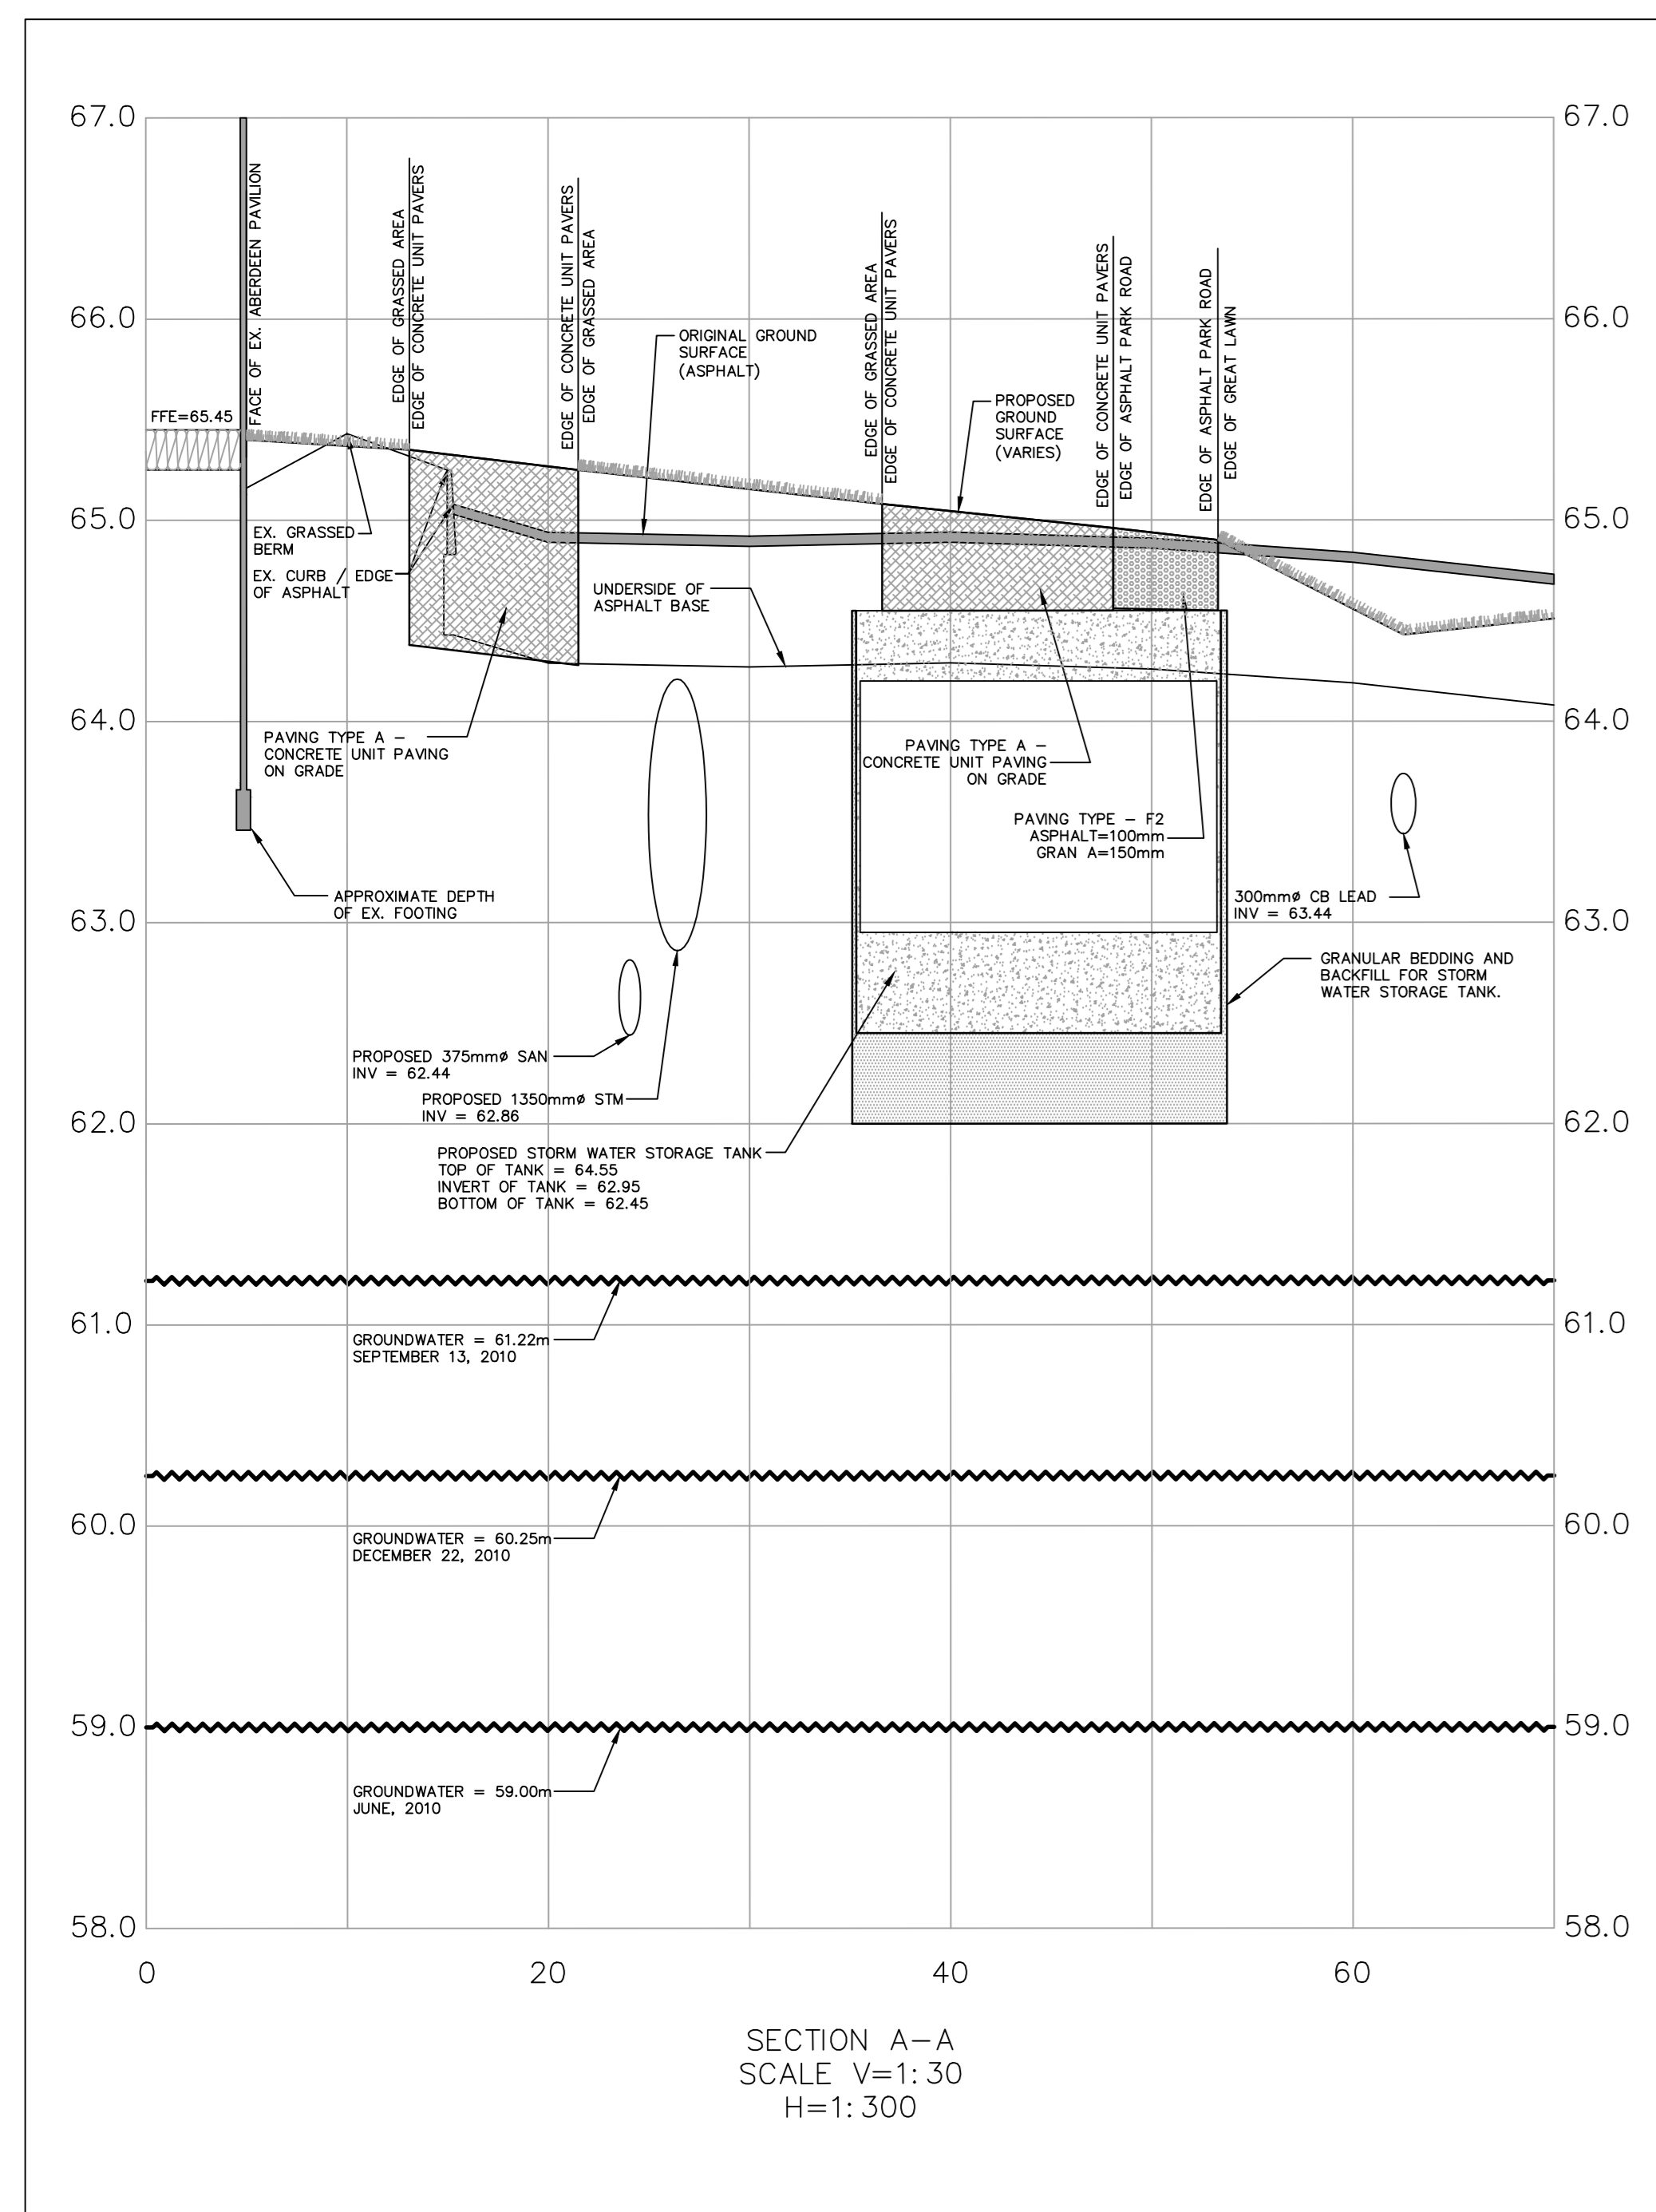 67.0
67.0
FACE OF EX. ABERDEEN PAVILION
EDGE OF GRASSED AREA
EDGE OF CONCRETE UNIT PAVERS
EDGE OF CONCRETE UNIT PAVERS
EDGE OF GRASSED AREA
EDGE OF GRASSED AREA
EDGE OF CONCRETE UNIT PAVERS
EDGE OF CONCRETE UNIT PAVERS
EDGE OF ASPHALT PARK ROAD
EDGE OF ASPHALT PARK ROAD
EDGE OF GREAT LAWN
66.0
66.0
ORIGINAL GROUND
SURFACE
(ASPHALT)
PROPOSED
GROUND
SURFACE
(VARIES)
FFE=65.45
65.0
65.0
EX. GRASSED
BERM
EX. CURB / EDGE
OF ASPHALT
UNDERSIDE OF
ASPHALT BASE
64.0
64.0
PAVING TYPE A –
CONCRETE UNIT PAVING
ON GRADE
PAVING TYPE A –
CONCRETE UNIT PAVING
ON GRADE
PAVING TYPE – F2
ASPHALT=100mm
GRAN A=150mm
APPROXIMATE DEPTH
OF EX. FOOTING
300mmø CB LEAD
INV = 63.44
63.0
63.0
GRANULAR BEDDING AND
BACKFILL FOR STORM
WATER STORAGE TANK.
PROPOSED 375mmø SAN
INV = 62.44
PROPOSED 1350mmø STM
INV = 62.86
62.0
62.0
PROPOSED STORM WATER STORAGE TANK
TOP OF TANK = 64.55
INVERT OF TANK = 62.95
BOTTOM OF TANK = 62.45
61.0
61.0
GROUNDWATER = 61.22m
SEPTEMBER 13, 2010
60.0
60.0
GROUNDWATER = 60.25m
DECEMBER 22, 2010
59.0
59.0
GROUNDWATER = 59.00m
JUNE, 2010
58.0
58.0
0
20
40
60
SECTION A–A
SCALE V=1:30
H=1:300